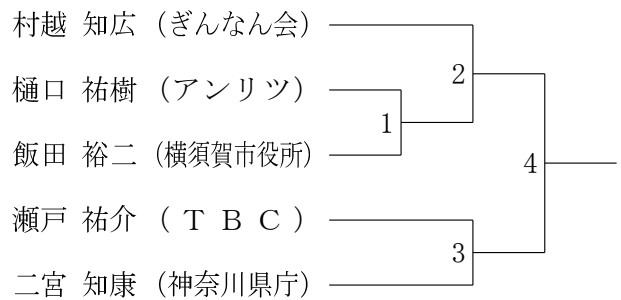 村越 知広 (ぎんなん会)
2
樋口 祐樹 (アンリツ)
1
飯田 裕二 (横須賀市役所)
4
瀬戸 祐介 (ＴＢＣ)
3
二宮 知康 (神奈川県庁)